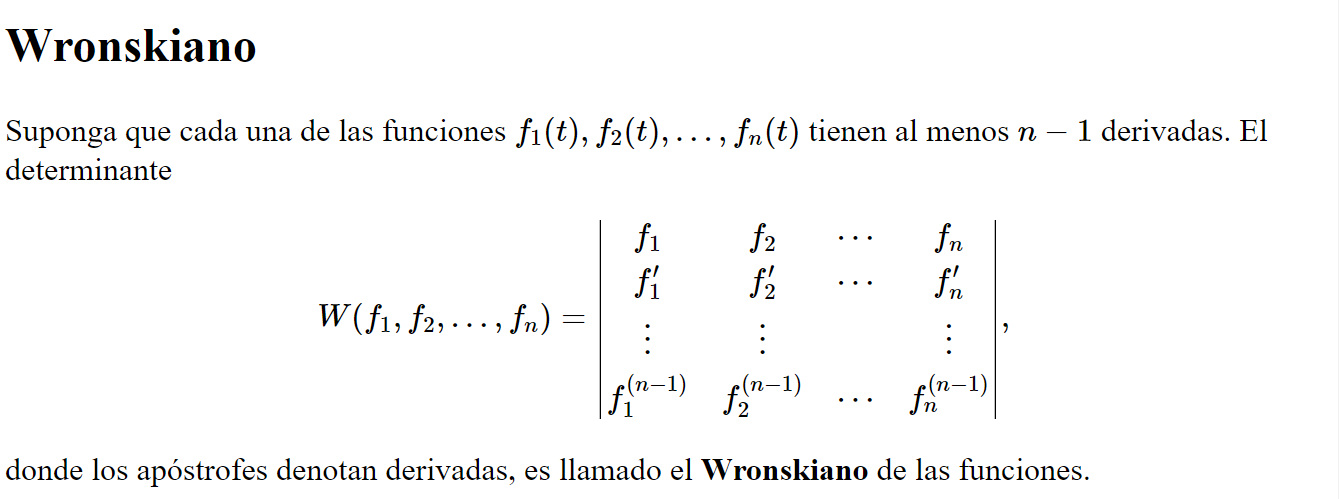 Wronskiano
Suponga que cada una de las funciones f₁(t), f₂(t), …, fₙ(t) tienen al menos n − 1 derivadas. El
determinante
f₁ f₂ ⋯ fₙ
f₁′ f₂′ ⋯ fₙ′
W(f₁, f₂, …, fₙ) = ⋮ ⋮ ⋮ ,
f₁⁽ⁿ⁻¹⁾ f₂⁽ⁿ⁻¹⁾ ⋯ fₙ⁽ⁿ⁻¹⁾
donde los apóstrofes denotan derivadas, es llamado el Wronskiano de las funciones.